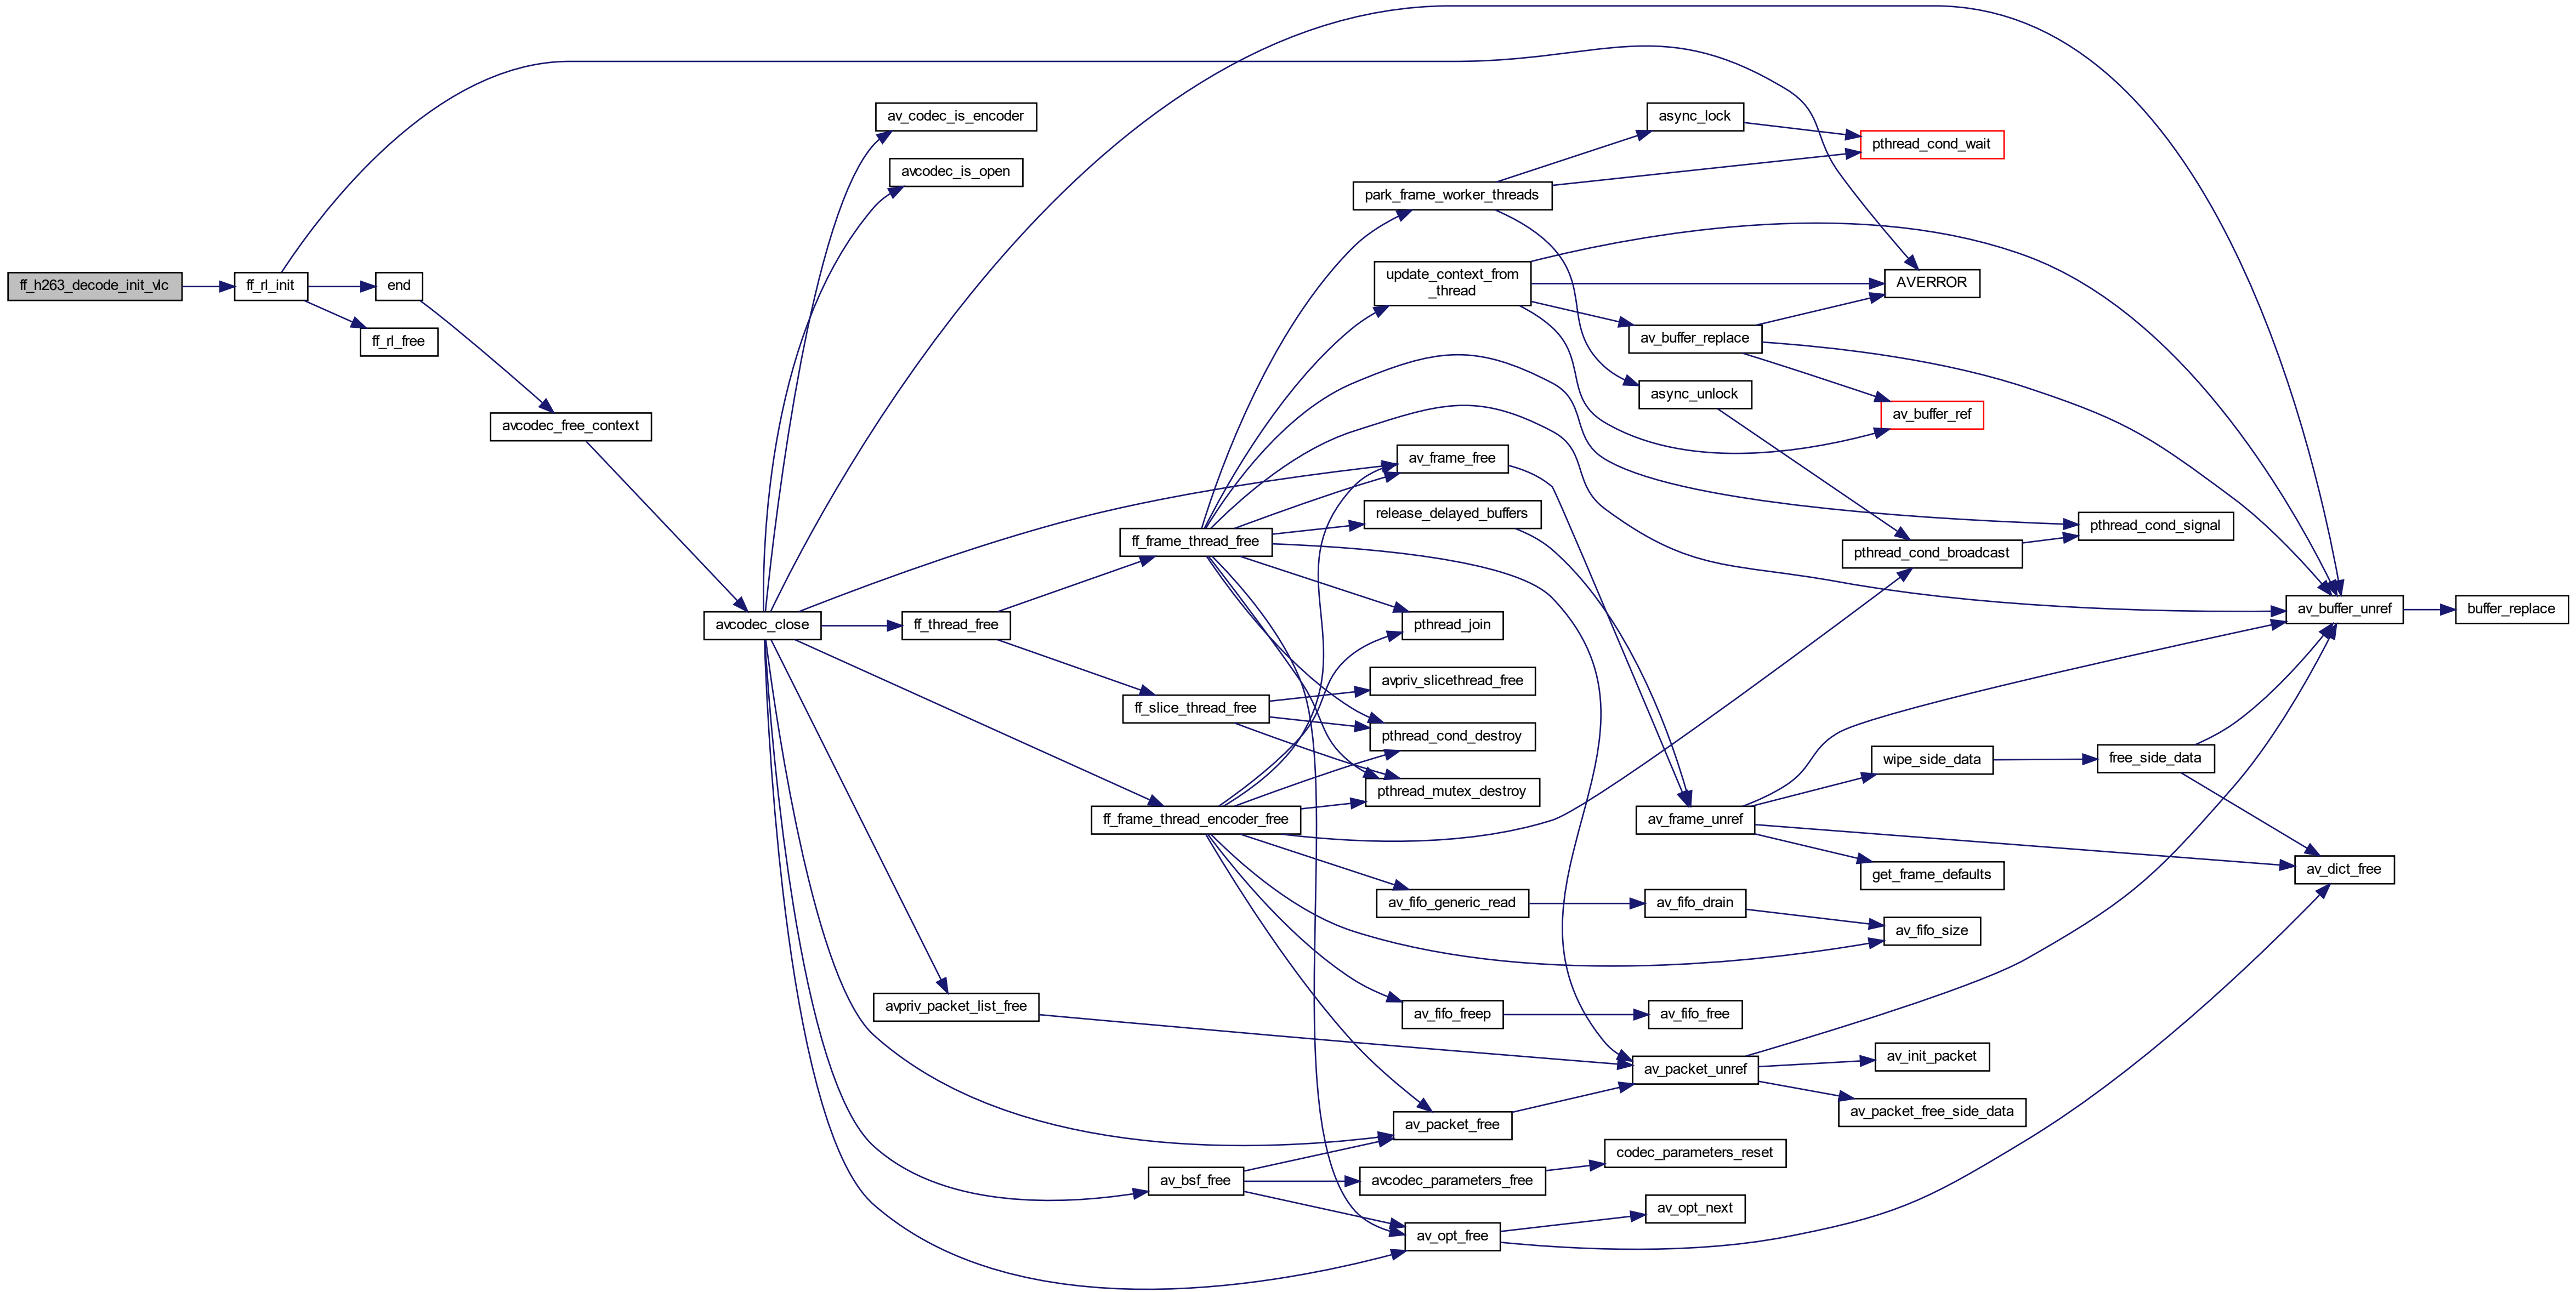 ff_h263_decode_init_vlc
ff_rl_init
end
ff_rl_free
avcodec_free_context
avcodec_close
av_codec_is_encoder
avcodec_is_open
ff_thread_free
avpriv_packet_list_free
ff_frame_thread_free
ff_slice_thread_free
ff_frame_thread_encoder_free
av_bsf_free
park_frame_worker_threads
update_context_from
_thread
av_frame_free
release_delayed_buffers
pthread_join
avpriv_slicethread_free
pthread_cond_destroy
pthread_mutex_destroy
av_fifo_generic_read
av_fifo_freep
av_packet_free
avcodec_parameters_free
av_opt_free
async_lock
av_buffer_replace
async_unlock
av_frame_unref
av_fifo_drain
av_fifo_free
av_packet_unref
codec_parameters_reset
av_opt_next
pthread_cond_wait
AVERROR
av_buffer_ref
pthread_cond_broadcast
wipe_side_data
get_frame_defaults
av_fifo_size
av_init_packet
av_packet_free_side_data
pthread_cond_signal
free_side_data
av_buffer_unref
av_dict_free
buffer_replace